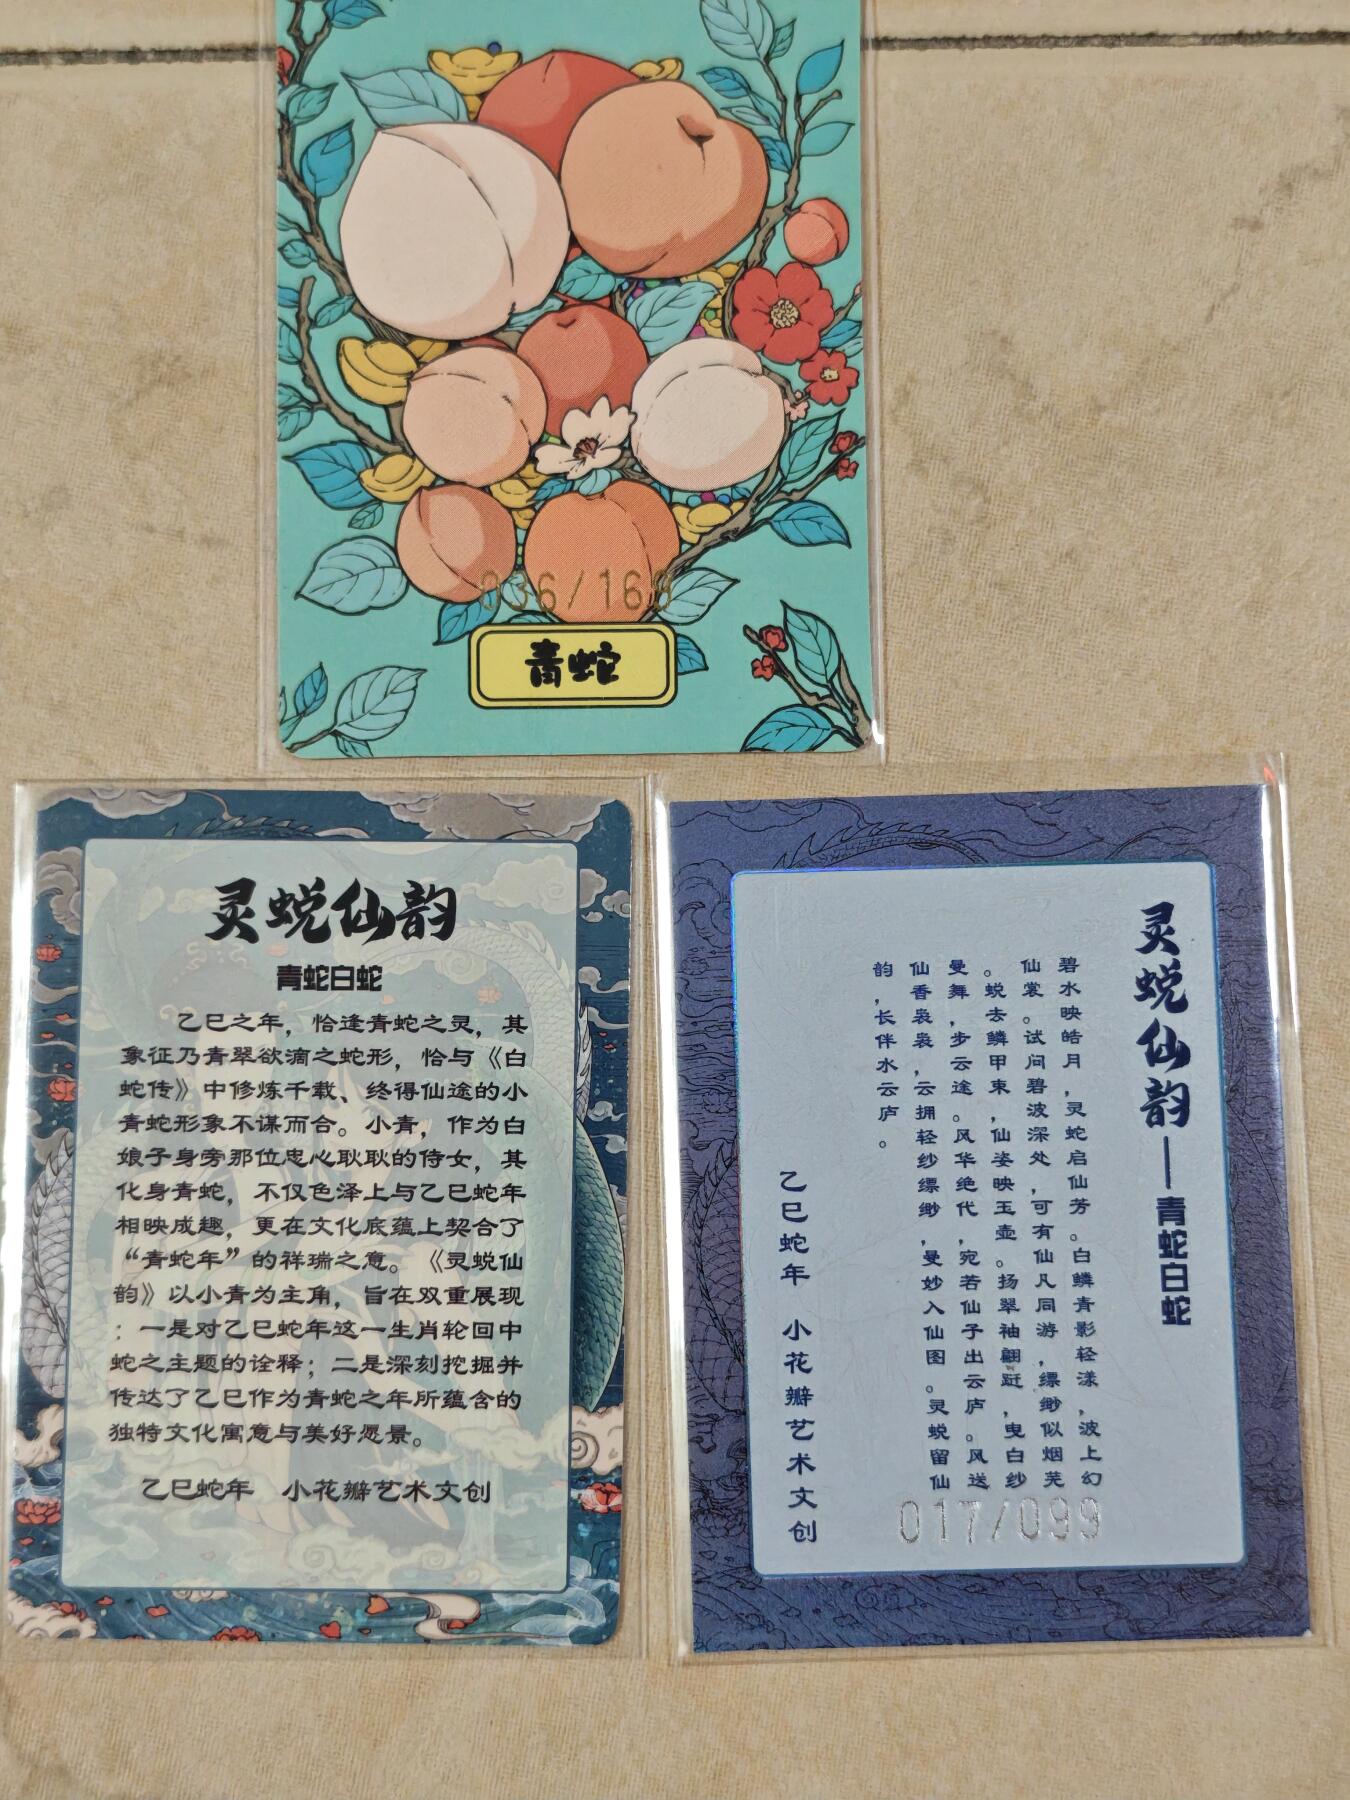 036/168
青蛇
灵蜕仙韵
青蛇白蛇
乙巳之年，恰逢青蛇之灵，其
象征乃青翠欲滴之蛇形，恰与《白
蛇传》中修炼千载、终得仙途的小
青蛇形象不谋而合。小青，作为白
娘子身旁那位忠心耿耿的侍女，其
化身青蛇，不仅色泽上与乙巳蛇年
相映成趣，更在文化底蕴上契合了
“青蛇年”的祥瑞之意。《灵蜕仙
韵》以小青为主角，旨在双重展现
：一是对乙巳蛇年这一生肖轮回中
蛇之主题的诠释；二是深刻挖掘并
传达了乙巳作为青蛇之年所蕴含的
独特文化寓意与美好愿景。
乙巳蛇年 小花瓣艺术文创
灵蜕仙韵——青蛇白蛇
碧水映皓月，灵蛇启仙芳。白鳞青影轻漾，波上幻
仙裳。试问碧波深处，可有仙凡同游，缥缈似烟芜
。蜕去鳞甲束，仙姿映玉壶。扬翠袖翩跹，曳白纱
曼舞，步云途。风华绝代，宛若仙子出云庐。风送
仙香袅袅，云拥轻纱缥缈，曼妙入仙图。灵蜕留仙
韵，长伴水云庐。
乙巳蛇年 小花瓣艺术文创
017/099